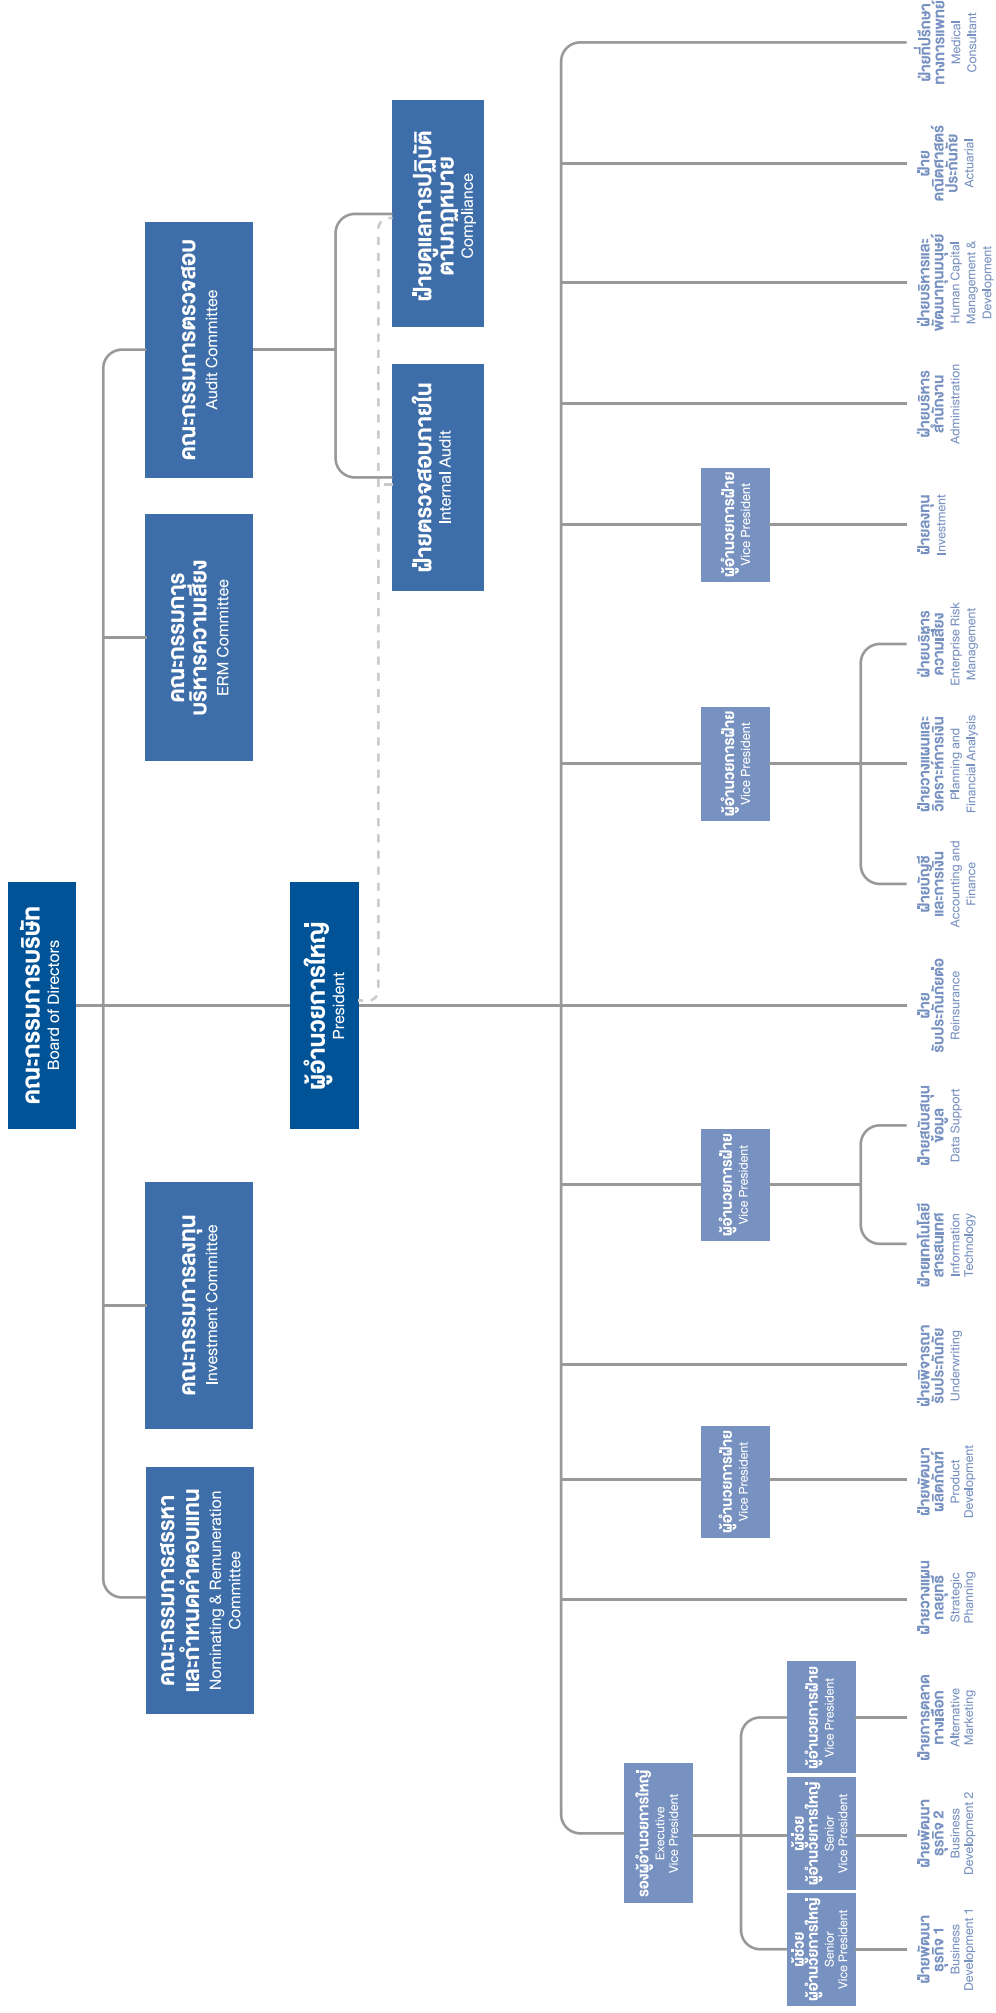 คณะกรรมการบริษัท
Board of Directors
คณะกรรมการสรรหา
และกำหนดค่าตอบแทน
Nominating & Remuneration
Committee
คณะกรรมการลงทุน
Investment Committee
คณะกรรมการ
บริหารความเสี่ยง
ERM Committee
คณะกรรมการตรวจสอบ
Audit Committee
ผู้อำนวยการใหญ่
President
ฝ่ายตรวจสอบภายใน
Internal Audit
ฝ่ายดูแลการปฏิบัติ
ตามกฎหมาย
Compliance
รองผู้อำนวยการใหญ่
Executive
Vice President
ผู้อำนวยการฝ่าย
Vice President
ผู้อำนวยการฝ่าย
Vice President
ผู้อำนวยการฝ่าย
Vice President
ผู้อำนวยการฝ่าย
Vice President
ผู้ช่วย
ผู้อำนวยการใหญ่
Senior
Vice President
ผู้ช่วย
ผู้อำนวยการใหญ่
Senior
Vice President
ผู้อำนวยการฝ่าย
Vice President
ฝ่ายพัฒนา
ธุรกิจ 1
Business
Development 1
ฝ่ายพัฒนา
ธุรกิจ 2
Business
Development 2
ฝ่ายการตลาด
ทางเลือก
Alternative
Marketing
ฝ่ายวางแผน
กลยุทธ์
Strategic
Phanning
ฝ่ายพัฒนา
ผลิตภัณฑ์
Product
Development
ฝ่ายพิจารณา
รับประกันภัย
Underwriting
ฝ่ายเทคโนโลยี
สารสนเทศ
Information
Technology
ฝ่ายสนับสนุน
ข้อมูล
Data Support
ฝ่าย
รับประกันภัยต่อ
Reinsurance
ฝ่ายบัญชี
และการเงิน
Accounting and
Finance
ฝ่ายวางแผนและ
วิเคราะห์การเงิน
Planning and
Financial Analysis
ฝ่ายบริหาร
ความเสี่ยง
Enterprise Risk
Management
ฝ่ายลงทุน
Investment
ฝ่ายบริหาร
สำนักงาน
Administration
ฝ่ายบริหารและ
พัฒนาทุนมนุษย์
Human Capital
Management &
Development
ฝ่าย
คณิตศาสตร์
ประกันภัย
Actuarial
ฝ่ายที่ปรึกษา
ทางการแพทย์
Medical
Consultant